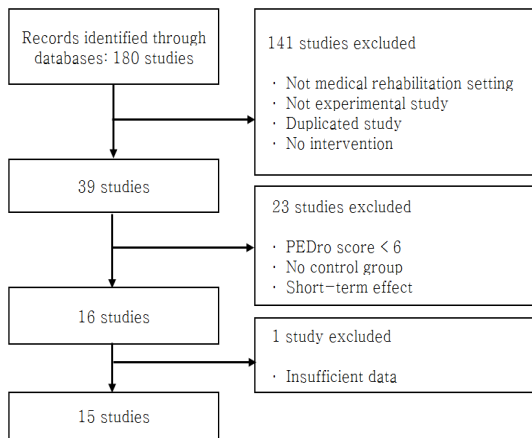 Records identified through
databases: 180 studies
141 studies excluded
· Not medical rehabilitation setting
· Not experimental study
· Duplicated study
· No intervention
39 studies
23 studies excluded
· PEDro score < 6
· No control group
· Short-term effect
16 studies
1 study excluded
· Insufficient data
15 studies